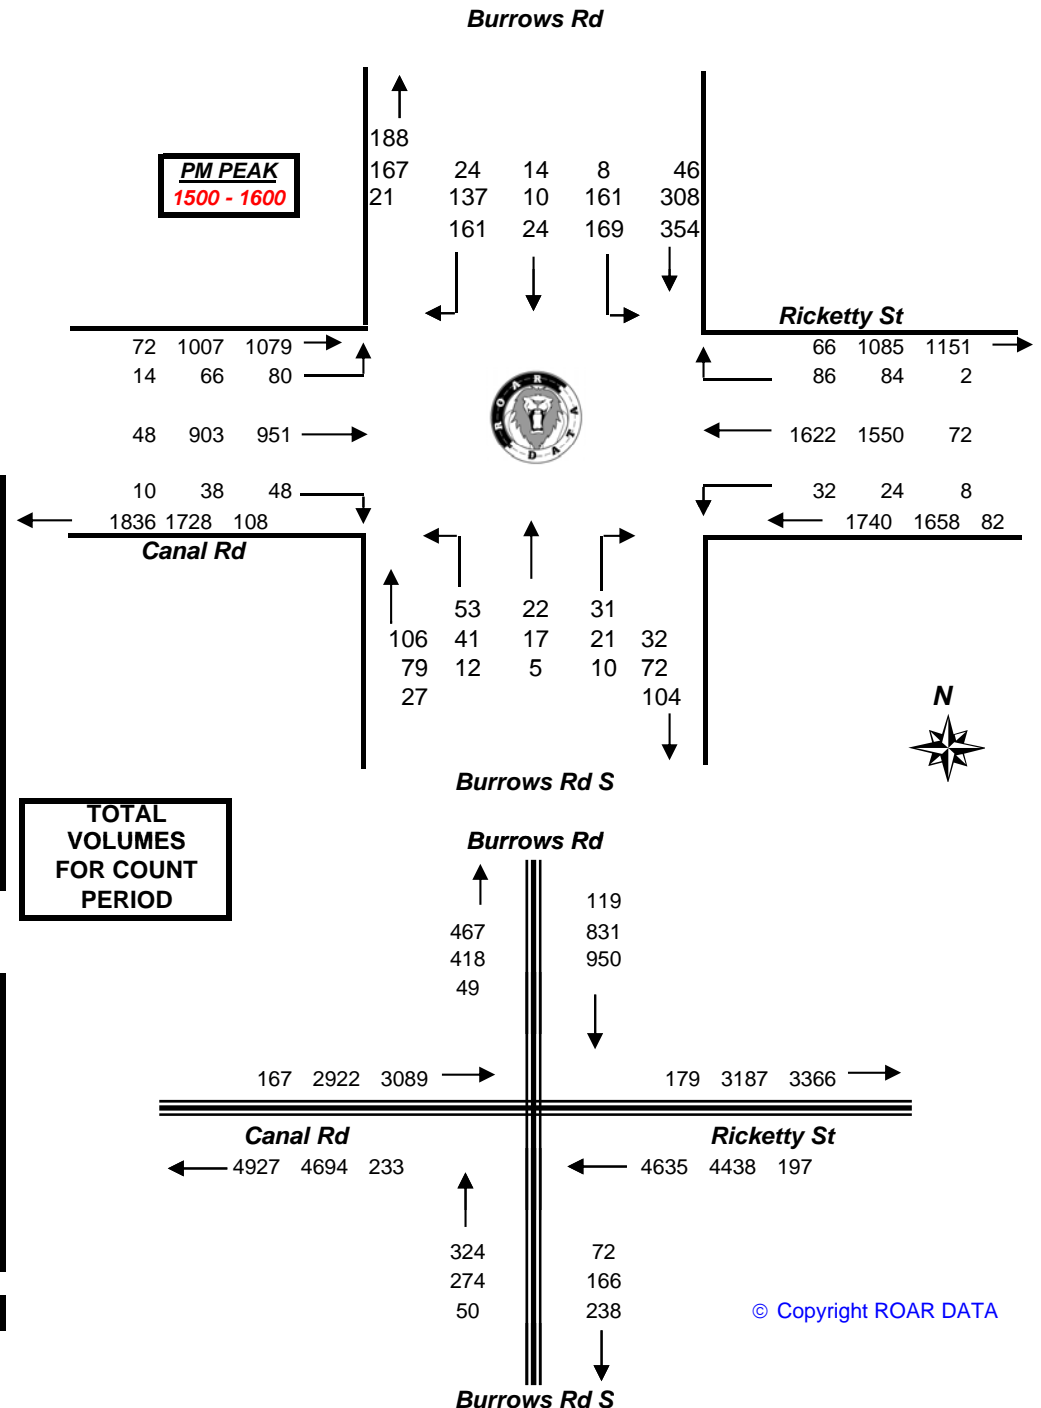 Burrows Rd
188
PM PEAK
167 24 14 8 46
1500 - 1600
21 137 10 161 308
161 24 169 354
Ricketty St
72 1007 1079
66 1085 1151
14 66 80
86 84 2
ROAR DATA
48 903 951
1622 1550 72
10 38 48
32 24 8
1836 1728 108
1740 1658 82
Canal Rd
53 22 31
106 41 17 21 32
79 12 5 10 72
27 104
N
Burrows Rd S
TOTAL
VOLUMES
FOR COUNT
PERIOD
Burrows Rd
119
467 831
418 950
49
167 2922 3089
179 3187 3366
Canal Rd
Ricketty St
4927 4694 233
4635 4438 197
324 72
274 166
50 238
© Copyright ROAR DATA
Burrows Rd S